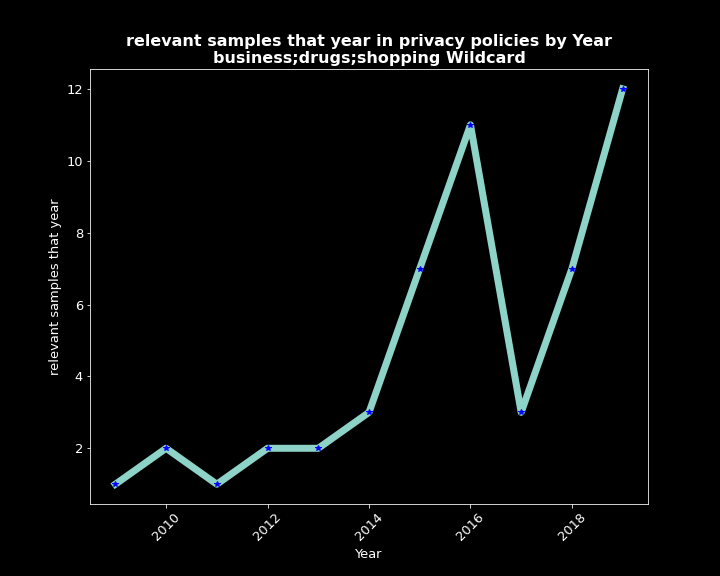 relevant samples that year in privacy policies by Year
business;drugs;shopping Wildcard
relevant samples that year
12
10
8
6
4
2
2010
2012
2014
2016
2018
Year